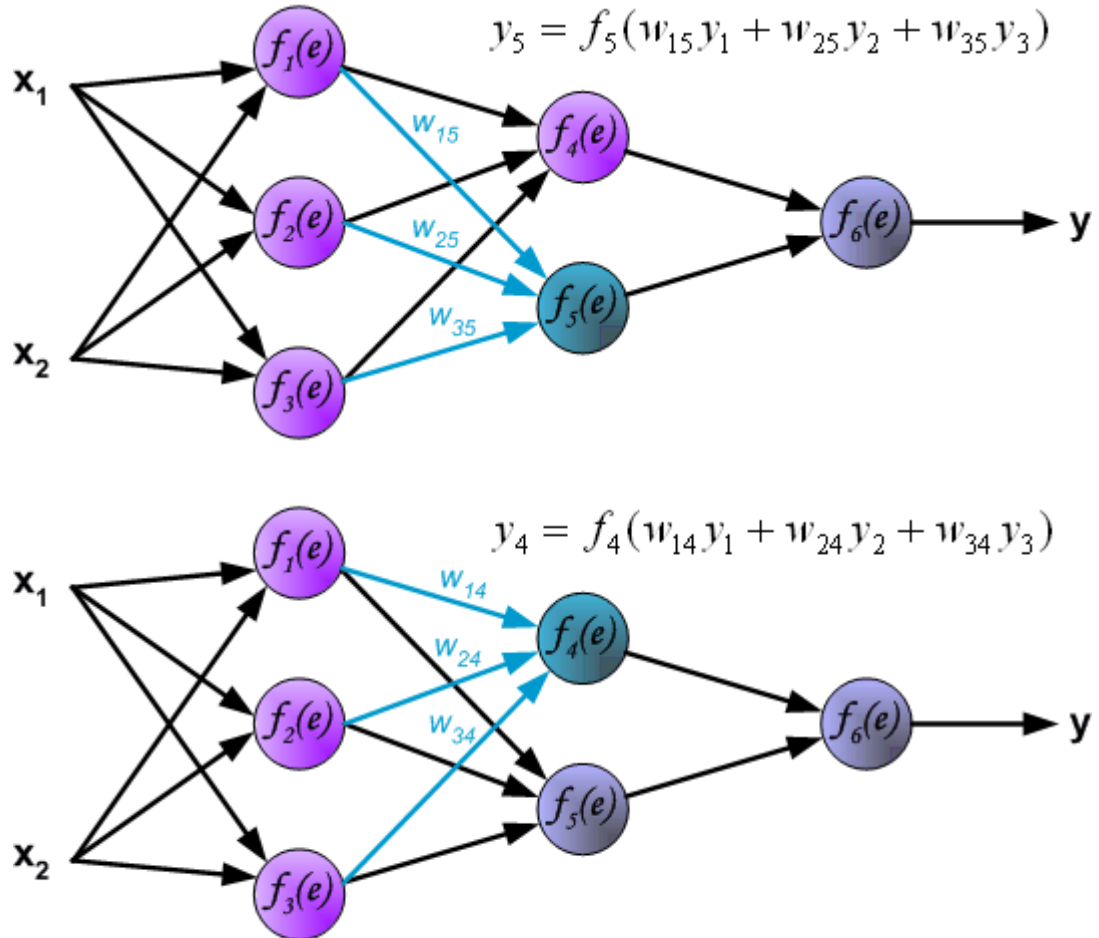 y₅ = f₅(w₁₅y₁ + w₂₅y₂ + w₃₅y₃)
f₁(e)
x₁
w₁₅
f₄(e)
f₂(e)
w₂₅
f₆(e)
y
w₃₅
f₅(e)
x₂
f₃(e)
y₄ = f₄(w₁₄y₁ + w₂₄y₂ + w₃₄y₃)
f₁(e)
x₁
w₁₄
f₄(e)
w₂₄
f₂(e)
w₃₄
f₆(e)
y
f₅(e)
x₂
f₃(e)